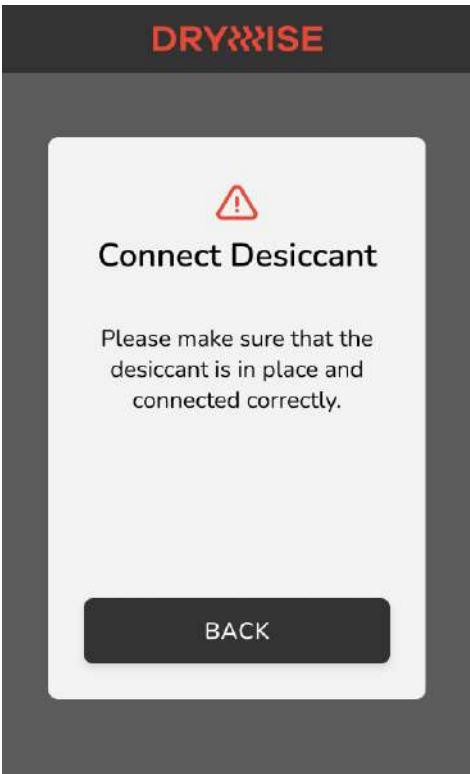 DRYWISE
Connect Desiccant
Please make sure that the
desiccant is in place and
connected correctly.
BACK